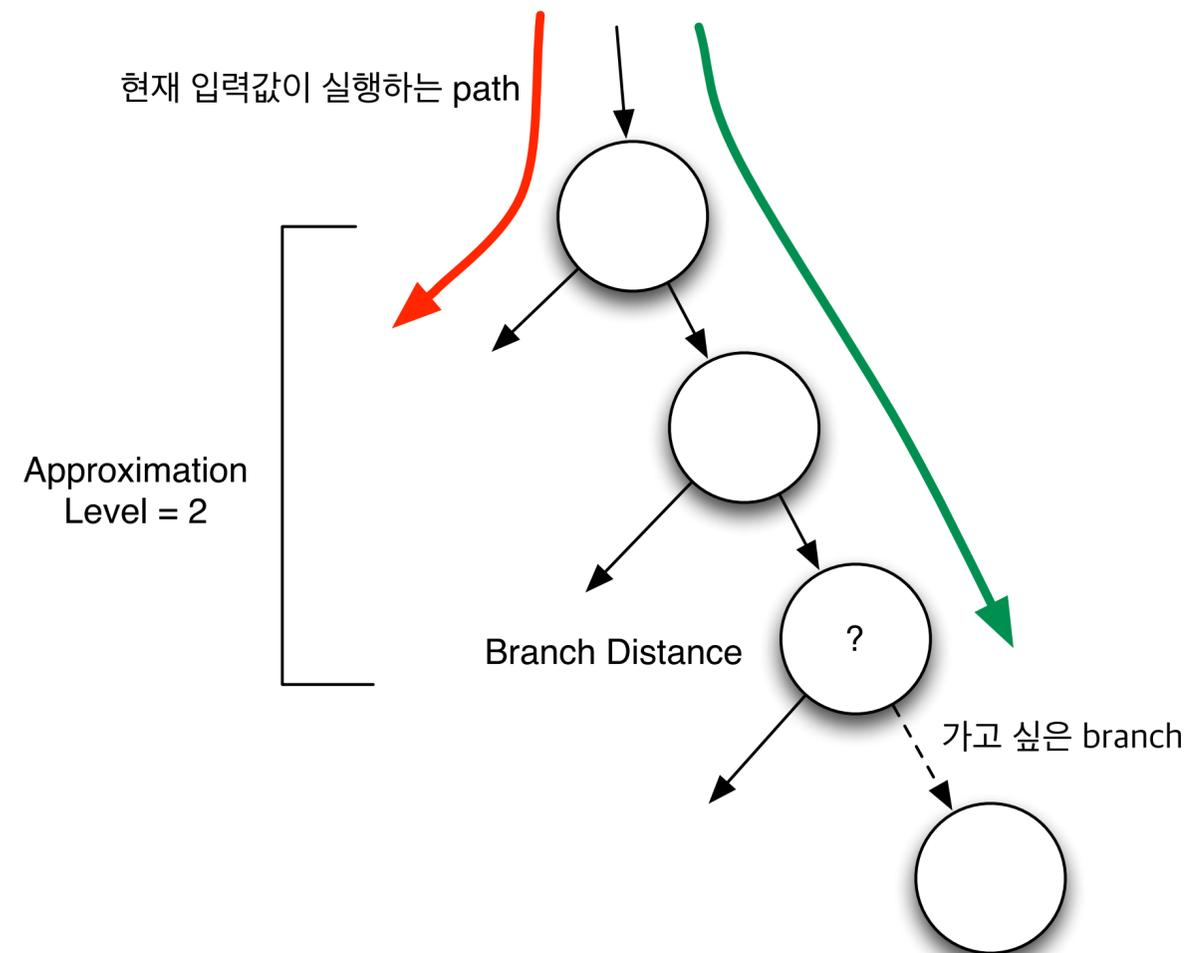 현재 입력값이 실행하는 path
Approximation
Level = 2
Branch Distance
?
가고 싶은 branch